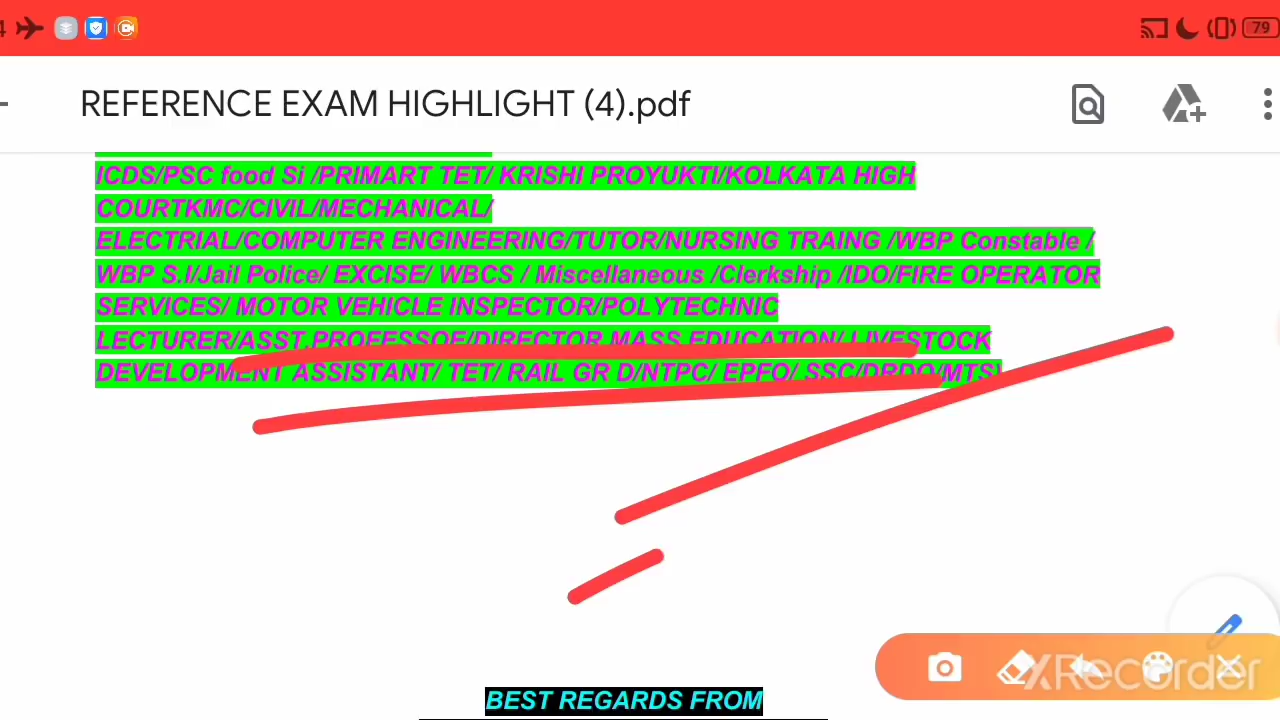 4
79
REFERENCE EXAM HIGHLIGHT (4).pdf
ICDS/PSC food Si /PRIMART TET/ KRISHI PROYUKTI/KOLKATA HIGH
COURTKMC/CIVIL/MECHANICAL/
ELECTRIAL/COMPUTER ENGINEERING/TUTOR/NURSING TRAING /WBP Constable /
WBP S.I/Jail Police/ EXCISE/ WBCS / Miscellaneous /Clerkship /IDO/FIRE OPERATOR
SERVICES/ MOTOR VEHICLE INSPECTOR/POLYTECHNIC
LECTURER/ASST.PROFESSOE/DIRECTOR MASS EDUCATION/ LIVESTOCK
DEVELOPMENT ASSISTANT/ TET/ RAIL GR D/NTPC/ EPFO/ SSC/DRDO/MTS]
XRecorder
BEST REGARDS FROM